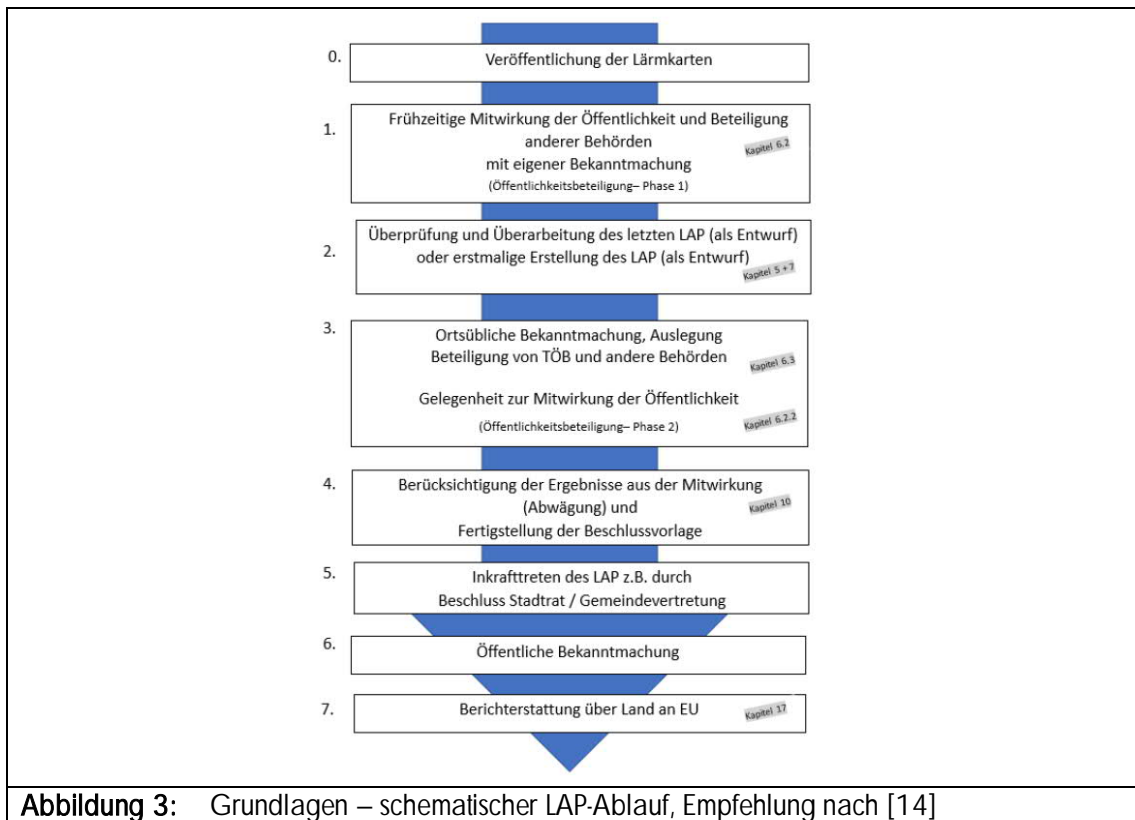 0.
Veröffentlichung der Lärmkarten
1.
Frühzeitige Mitwirkung der Öffentlichkeit und Beteiligung
anderer Behörden
Kapitel 6.2
mit eigener Bekanntmachung
(Öffentlichkeitsbeteiligung– Phase 1)
2.
Überprüfung und Überarbeitung des letzten LAP (als Entwurf)
oder erstmalige Erstellung des LAP (als Entwurf)
Kapitel 5 + 7
3.
Ortsübliche Bekanntmachung, Auslegung
Beteiligung von TÖB und andere Behörden
Kapitel 6.3
Gelegenheit zur Mitwirkung der Öffentlichkeit
(Öffentlichkeitsbeteiligung– Phase 2)
Kapitel 6.2.2
4.
Berücksichtigung der Ergebnisse aus der Mitwirkung
(Abwägung) und
Kapitel 10
Fertigstellung der Beschlussvorlage
5.
Inkrafttreten des LAP z.B. durch
Beschluss Stadtrat / Gemeindevertretung
6.
Öffentliche Bekanntmachung
7.
Berichterstattung über Land an EU
Kapitel 17
Abbildung 3: Grundlagen – schematischer LAP-Ablauf, Empfehlung nach [14]